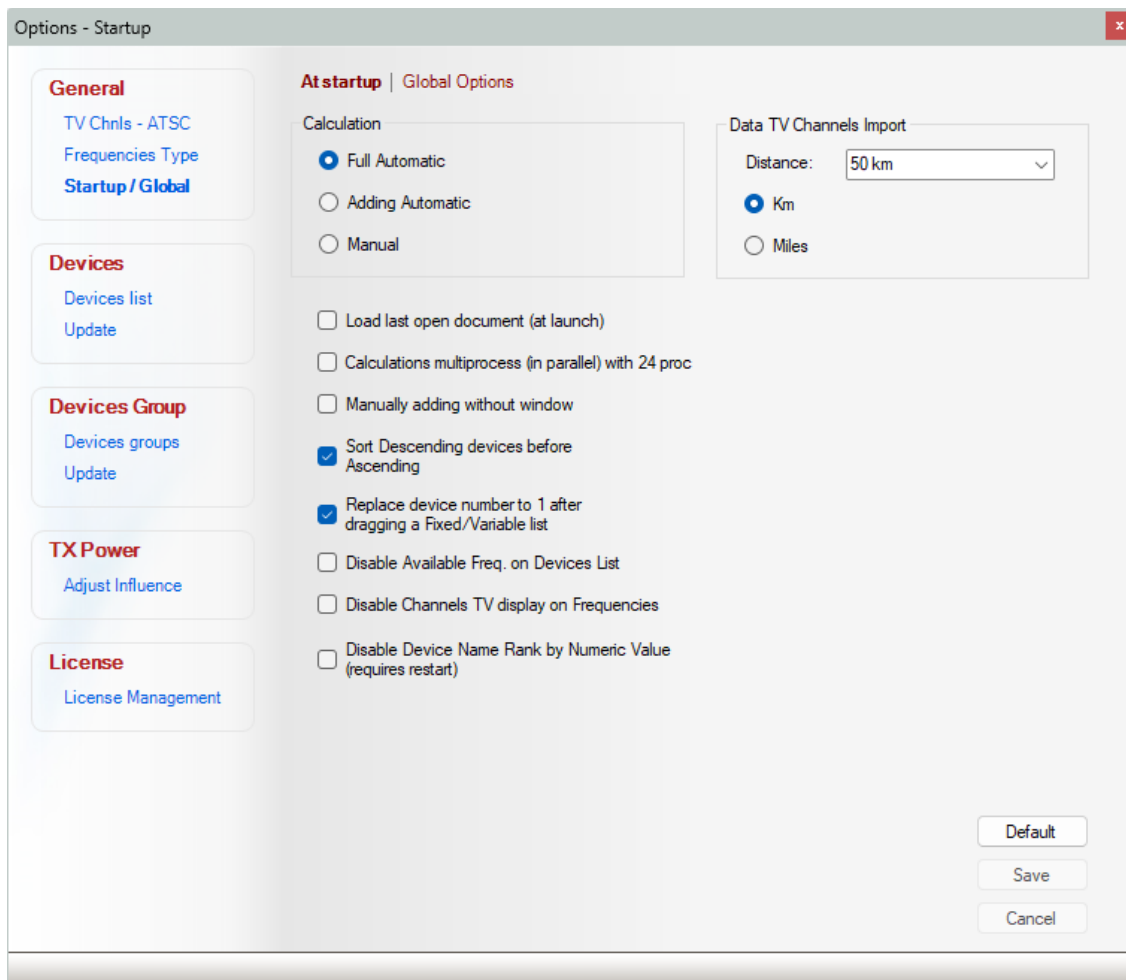 Options - Startup
x
General
TV Chnls - ATSC
Frequencies Type
Startup / Global
Devices
Devices list
Update
Devices Group
Devices groups
Update
TX Power
Adjust Influence
License
License Management
At startup | Global Options
Calculation
Full Automatic
Adding Automatic
Manual
Data TV Channels Import
Distance: 50 km
Km
Miles
Load last open document (at launch)
Calculations multiprocess (in parallel) with 24 proc
Manually adding without window
Sort Descending devices before
Ascending
Replace device number to 1 after
dragging a Fixed/Variable list
Disable Available Freq. on Devices List
Disable Channels TV display on Frequencies
Disable Device Name Rank by Numeric Value
(requires restart)
Default
Save
Cancel